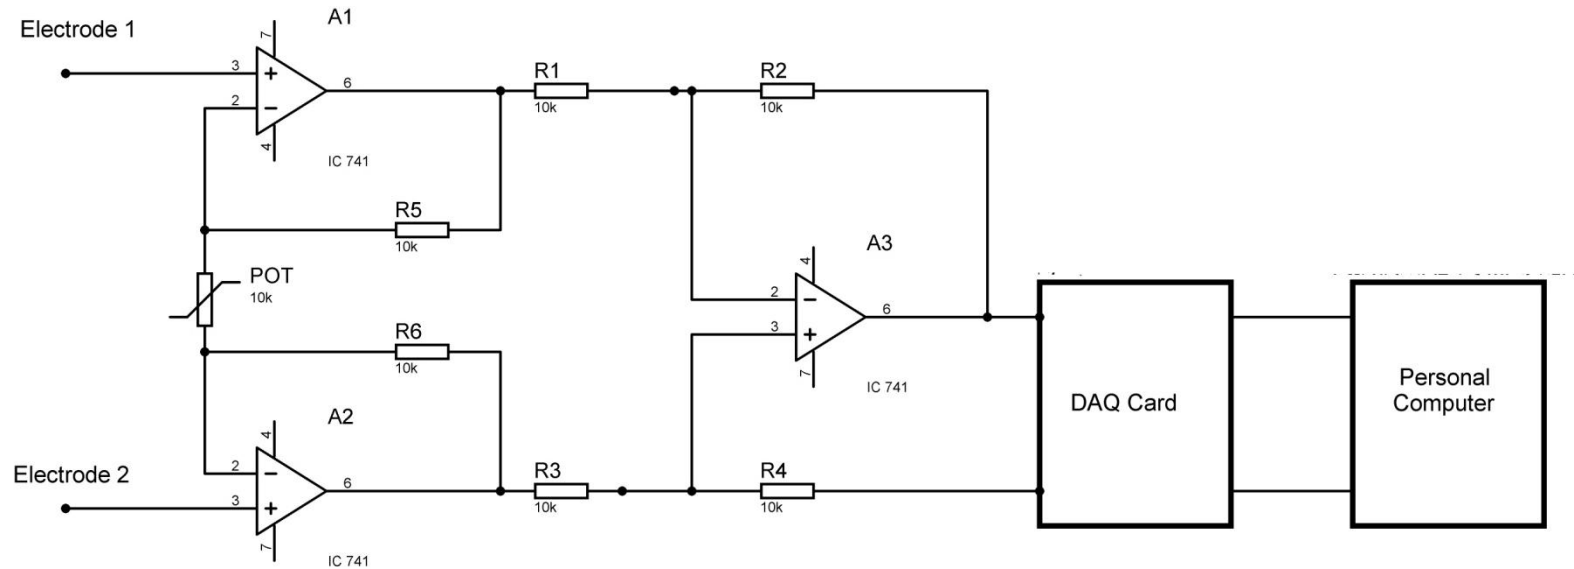 Electrode 1
A1
7
3
+
2
−
4
6
IC 741
R1
10k
R2
10k
R5
10k
POT
10k
R6
10k
A3
4
2
−
3
+
7
6
IC 741
DAQ Card
Personal
Computer
Electrode 2
A2
4
2
−
3
+
7
6
IC 741
R3
10k
R4
10k